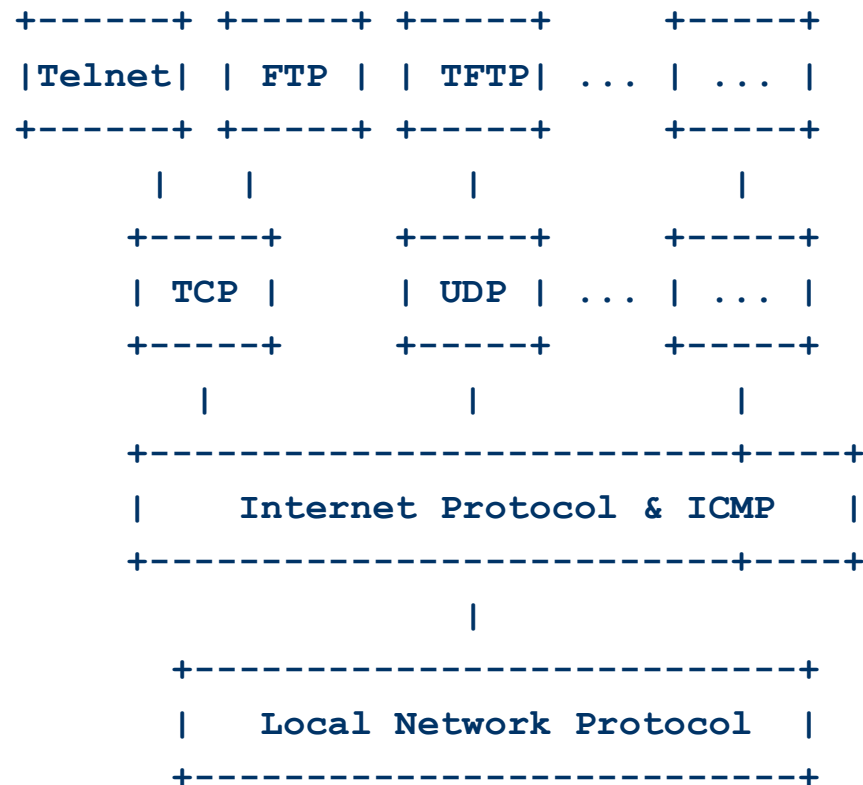 +------+ +-----+ +-----+       +-----+
|Telnet| | FTP | | TFTP| ... | ... |
+------+ +-----+ +-----+       +-----+
| | | |
+-----+ +-----+ +-----+
| TCP | | UDP | ... | ... |
+-----+ +-----+ +-----+
| | |
+--------------------------+----+
| Internet Protocol & ICMP |
+--------------------------+----+
|
+---------------------------+
| Local Network Protocol |
+---------------------------+